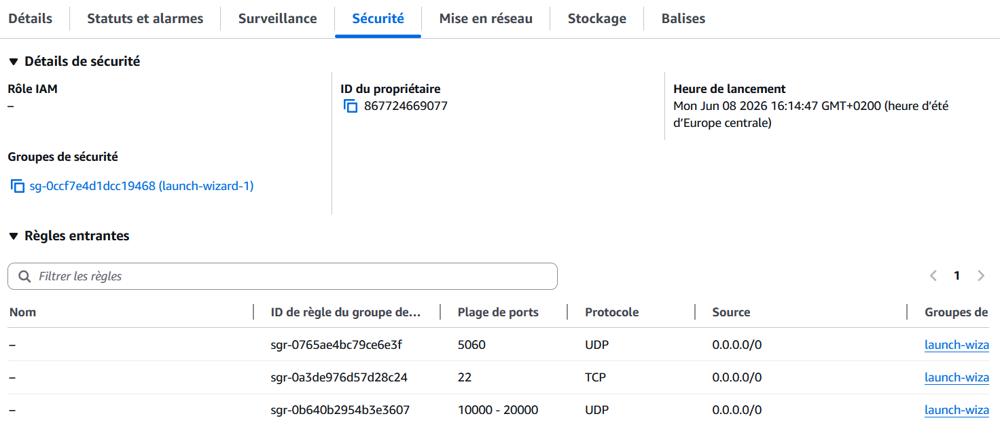 Détails Statuts et alarmes Surveillance Sécurité Mise en réseau Stockage Balises
Détails de sécurité
Rôle IAM
–
ID du propriétaire
867724669077
Heure de lancement
Mon Jun 08 2026 16:14:47 GMT+0200 (heure d’été
d’Europe centrale)
Groupes de sécurité
sg-0ccf7e4d1dcc19468 (launch-wizard-1)
Règles entrantes
Filtrer les règles
1
Nom ID de règle du groupe de... Plage de ports Protocole Source Groupes de
– sgr-0765ae4bc79ce6e3f 5060 UDP 0.0.0.0/0 launch-wiza
– sgr-0a3de976d57d28c24 22 TCP 0.0.0.0/0 launch-wiza
– sgr-0b640b2954b3e3607 10000 - 20000 UDP 0.0.0.0/0 launch-wiza